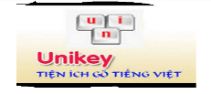 u i
n
Unikey
TIỆN ÍCH GÕ TIẾNG VIỆT